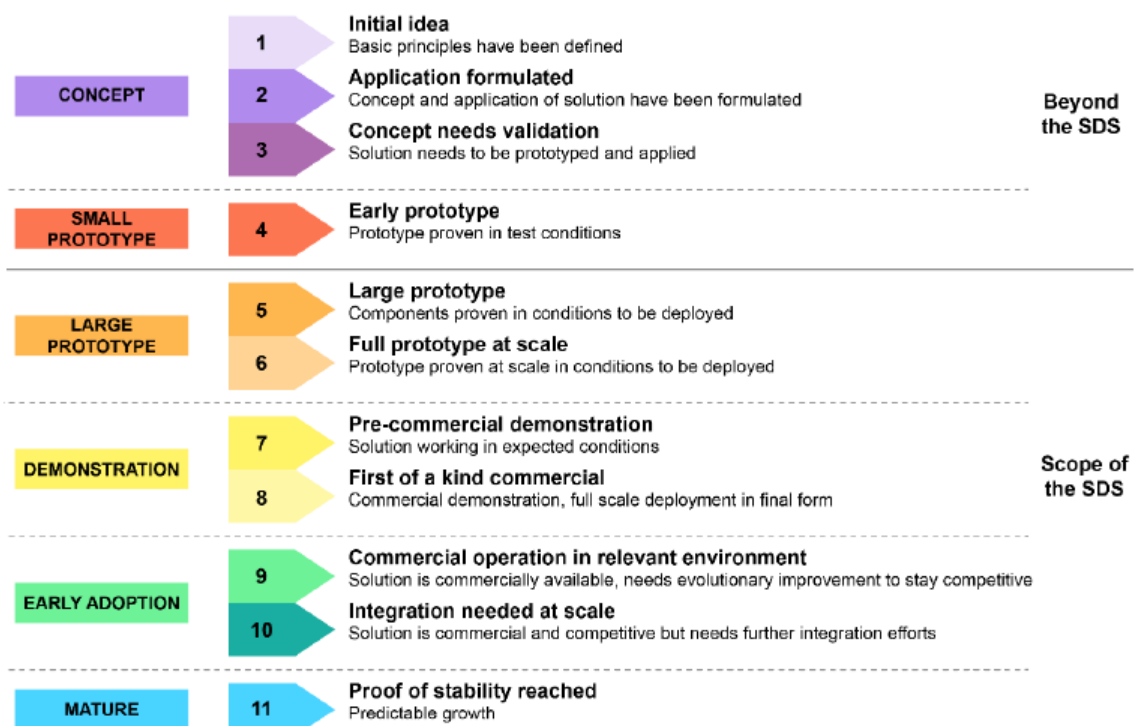 Initial idea
1
Basic principles have been defined
Application formulated
CONCEPT
2
Concept and application of solution have been formulated
Beyond
the SDS
Concept needs validation
3
Solution needs to be prototyped and applied
SMALL
PROTOTYPE
Early prototype
4
Prototype proven in test conditions
Large prototype
5
Components proven in conditions to be deployed
LARGE
PROTOTYPE
Full prototype at scale
6
Prototype proven at scale in conditions to be deployed
Pre-commercial demonstration
7
Solution working in expected conditions
DEMONSTRATION
First of a kind commercial
8
Commercial demonstration, full scale deployment in final form
Scope of
the SDS
Commercial operation in relevant environment
9
Solution is commercially available, needs evolutionary improvement to stay competitive
EARLY ADOPTION
Integration needed at scale
10
Solution is commercial and competitive but needs further integration efforts
MATURE
Proof of stability reached
11
Predictable growth